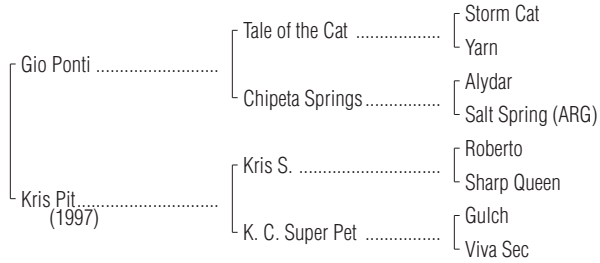 Storm Cat
Tale of the Cat ..................
Yarn
Gio Ponti ..........................
Alydar
Chipeta Springs................
Salt Spring (ARG)
Roberto
Kris S. ..............................
Sharp Queen
Kris Pit..............................
(1997)
Gulch
K. C. Super Pet ................
Viva Sec